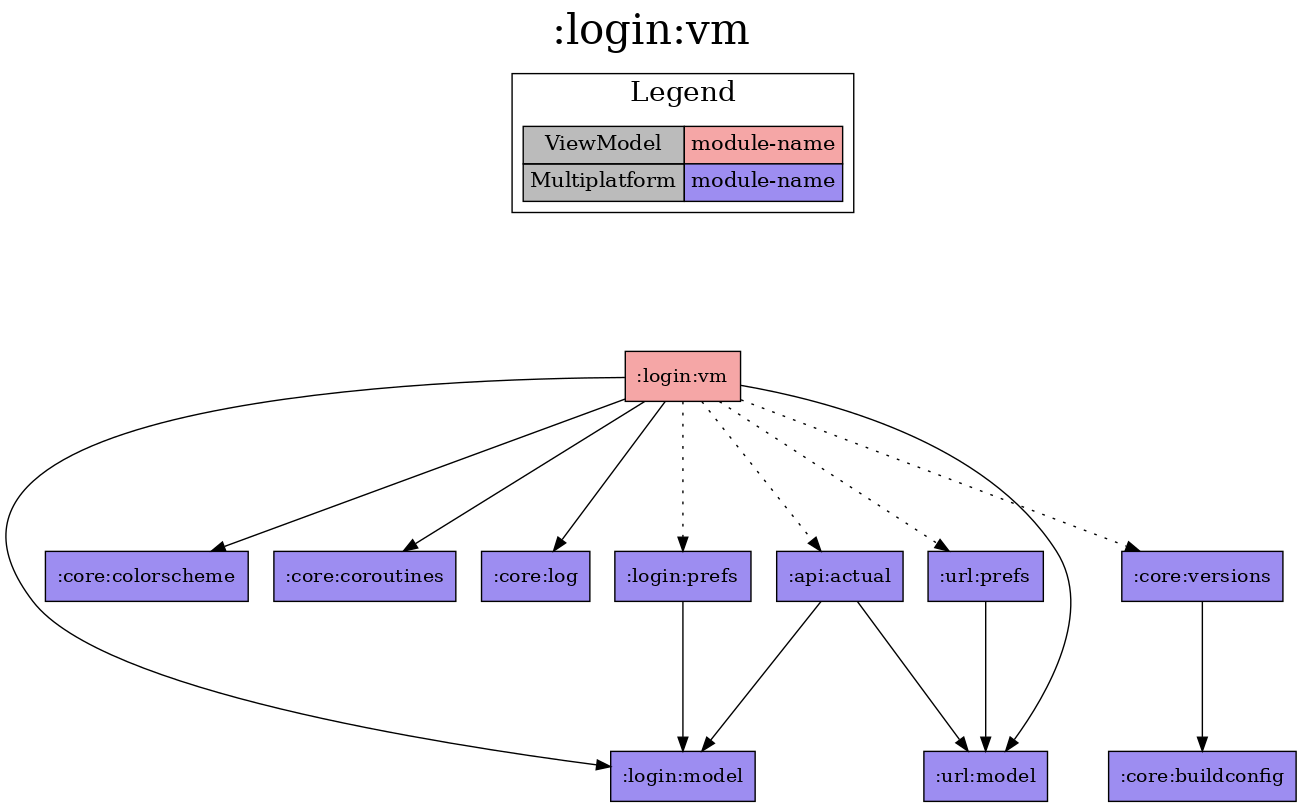 :login:vm
Legend
ViewModel module-name
Multiplatform module-name
:login:vm
:core:colorscheme :core:coroutines :core:log :login:prefs :api:actual :url:prefs :core:versions
:login:model :url:model :core:buildconfig